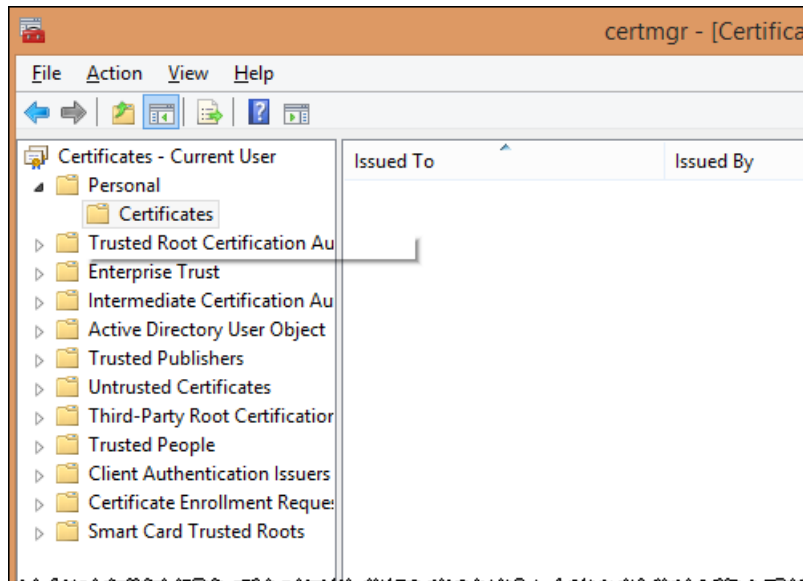 certmgr - [Certifica
File Action View Help
Certificates - Current User
Issued To Issued By
Personal
Certificates
Trusted Root Certification Au
Enterprise Trust
Intermediate Certification Au
Active Directory User Object
Trusted Publishers
Untrusted Certificates
Third-Party Root Certification
Trusted People
Client Authentication Issuers
Certificate Enrollment Reques
Smart Card Trusted Roots